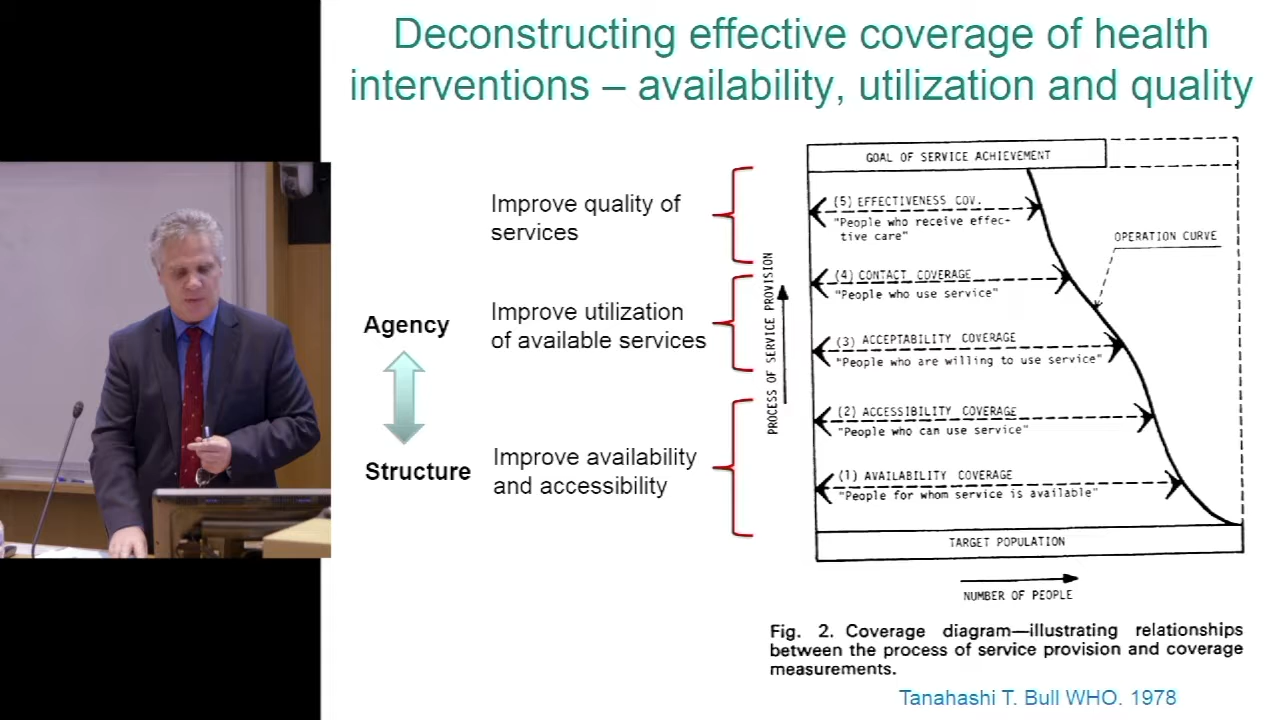 Deconstructing effective coverage of health
interventions – availability, utilization and quality
Improve quality of
services
Agency
Improve utilization
of available services
Structure
Improve availability
and accessibility
PROCESS OF SERVICE PROVISION
GOAL OF SERVICE ACHIEVEMENT
(5) EFFECTIVENESS COV.
"People who receive effec-
tive care"
OPERATION CURVE
(4) CONTACT COVERAGE
"People who use service"
(3) ACCEPTABILITY COVERAGE
"People who are willing to use service"
(2) ACCESSIBILITY COVERAGE
"People who can use service"
(1) AVAILABILITY COVERAGE
"People for whom service is available"
TARGET POPULATION
NUMBER OF PEOPLE
Fig. 2. Coverage diagram—illustrating relationships
between the process of service provision and coverage
measurements.
Tanahashi T. Bull WHO. 1978